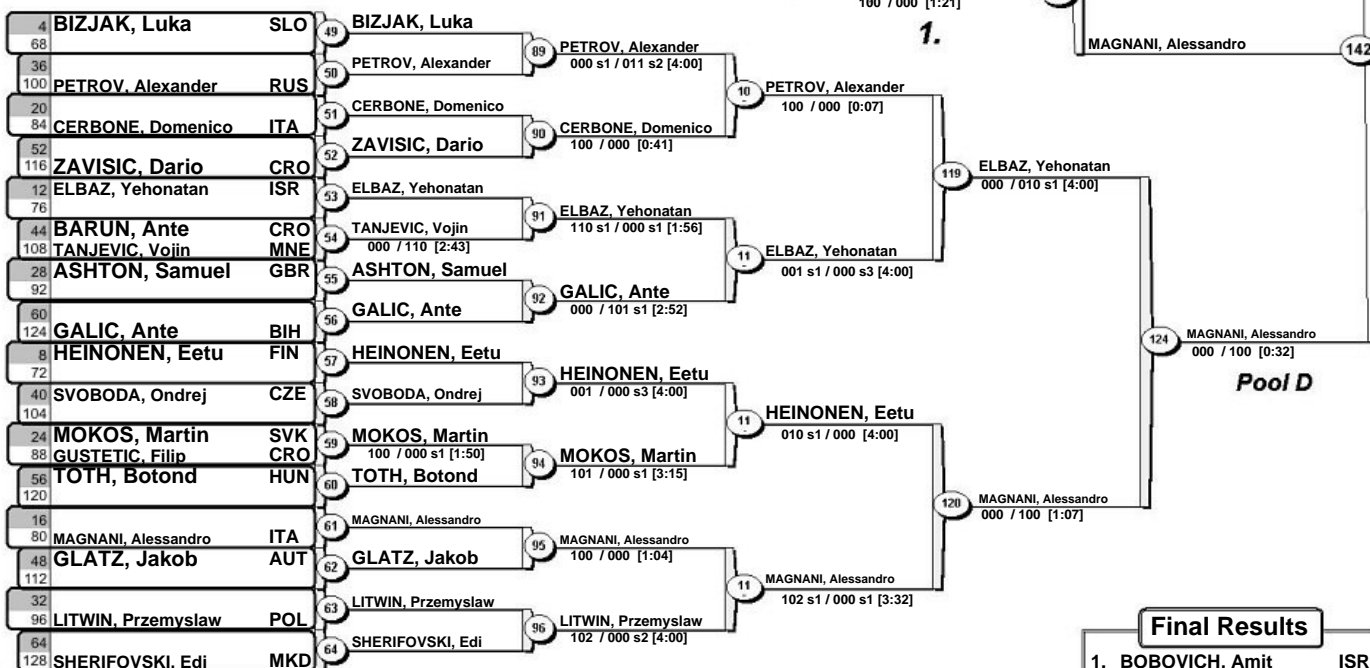 100 / 000 [1:21]
1.
MAGNANI, Alessandro
142
4 BIZJAK, Luka SLO
68
36
100 PETROV, Alexander RUS
20
84 CERBONE, Domenico ITA
52
116 ZAVISIC, Dario CRO
12 ELBAZ, Yehonatan ISR
76
44 BARUN, Ante CRO
108 TANJEVIC, Vojin MNE
28 ASHTON, Samuel GBR
92
60
124 GALIC, Ante BIH
8 HEINONEN, Eetu FIN
72
40 SVOBODA, Ondrej CZE
104
24 MOKOS, Martin SVK
88 GUSTETIC, Filip CRO
56 TOTH, Botond HUN
120
16
80 MAGNANI, Alessandro ITA
48 GLATZ, Jakob AUT
112
32
96 LITWIN, Przemyslaw POL
64
128 SHERIFOVSKI, Edi MKD
49 BIZJAK, Luka
50 PETROV, Alexander
51 CERBONE, Domenico
52 ZAVISIC, Dario
53 ELBAZ, Yehonatan
54 TANJEVIC, Vojin
000 / 110 [2:43]
55 ASHTON, Samuel
56 GALIC, Ante
57 HEINONEN, Eetu
58 SVOBODA, Ondrej
59 MOKOS, Martin
100 / 000 s1 [1:50]
60 TOTH, Botond
61 MAGNANI, Alessandro
62 GLATZ, Jakob
63 LITWIN, Przemyslaw
64 SHERIFOVSKI, Edi
89 PETROV, Alexander
000 s1 / 011 s2 [4:00]
90 CERBONE, Domenico
100 / 000 [0:41]
91 ELBAZ, Yehonatan
110 s1 / 000 s1 [1:56]
92 GALIC, Ante
000 / 101 s1 [2:52]
93 HEINONEN, Eetu
001 / 000 s3 [4:00]
94 MOKOS, Martin
101 / 000 s1 [3:15]
95 MAGNANI, Alessandro
100 / 000 [1:04]
96 LITWIN, Przemyslaw
102 / 000 s2 [4:00]
10 PETROV, Alexander
100 / 000 [0:07]
11 ELBAZ, Yehonatan
001 s1 / 000 s3 [4:00]
11 HEINONEN, Eetu
010 s1 / 000 [4:00]
11 MAGNANI, Alessandro
102 s1 / 000 s1 [3:32]
119 ELBAZ, Yehonatan
000 / 010 s1 [4:00]
120 MAGNANI, Alessandro
000 / 100 [1:07]
124 MAGNANI, Alessandro
000 / 100 [0:32]
Pool D
Final Results
1. BOBOVICH, Amit ISR